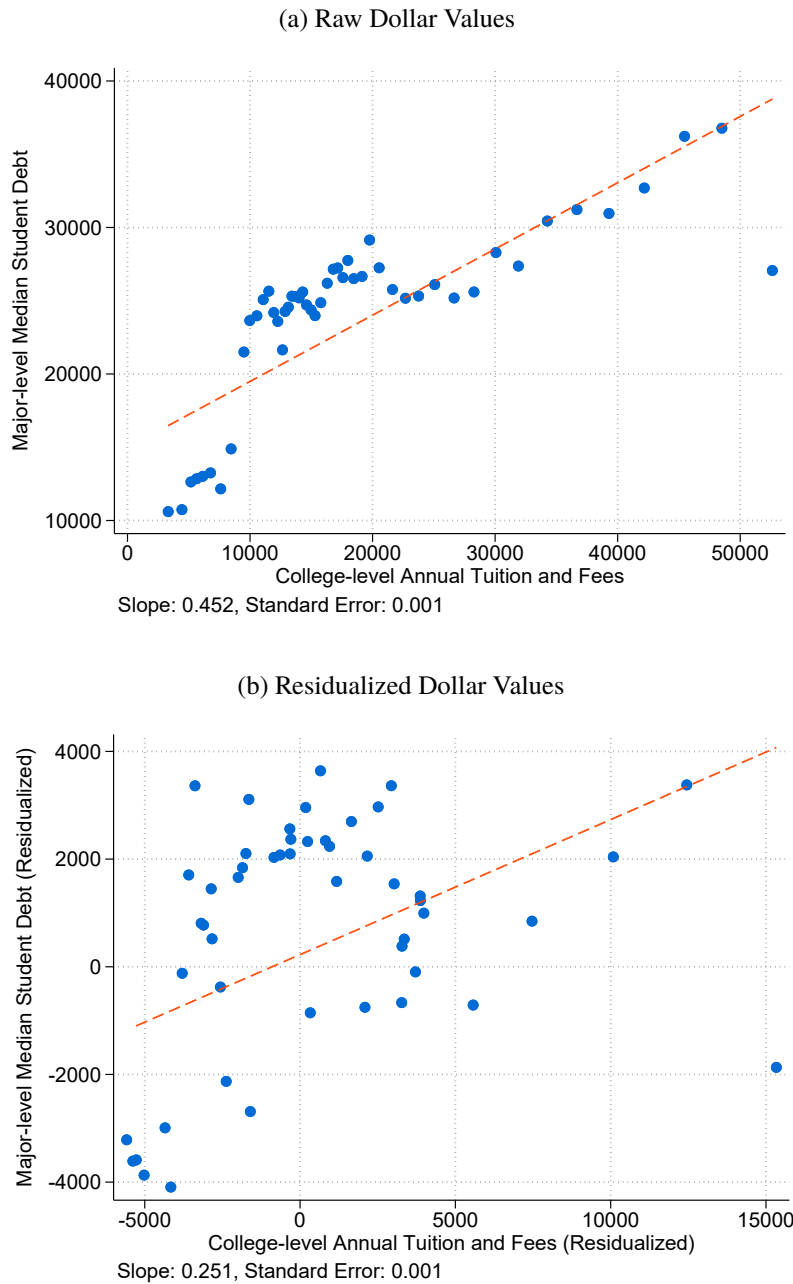 (a) Raw Dollar Values
40000
30000
20000
10000
Major-level Median Student Debt
0 10000 20000 30000 40000 50000
College-level Annual Tuition and Fees
Slope: 0.452, Standard Error: 0.001
(b) Residualized Dollar Values
4000
2000
0
-2000
-4000
Major-level Median Student Debt (Residualized)
-5000 0 5000 10000 15000
College-level Annual Tuition and Fees (Residualized)
Slope: 0.251, Standard Error: 0.001